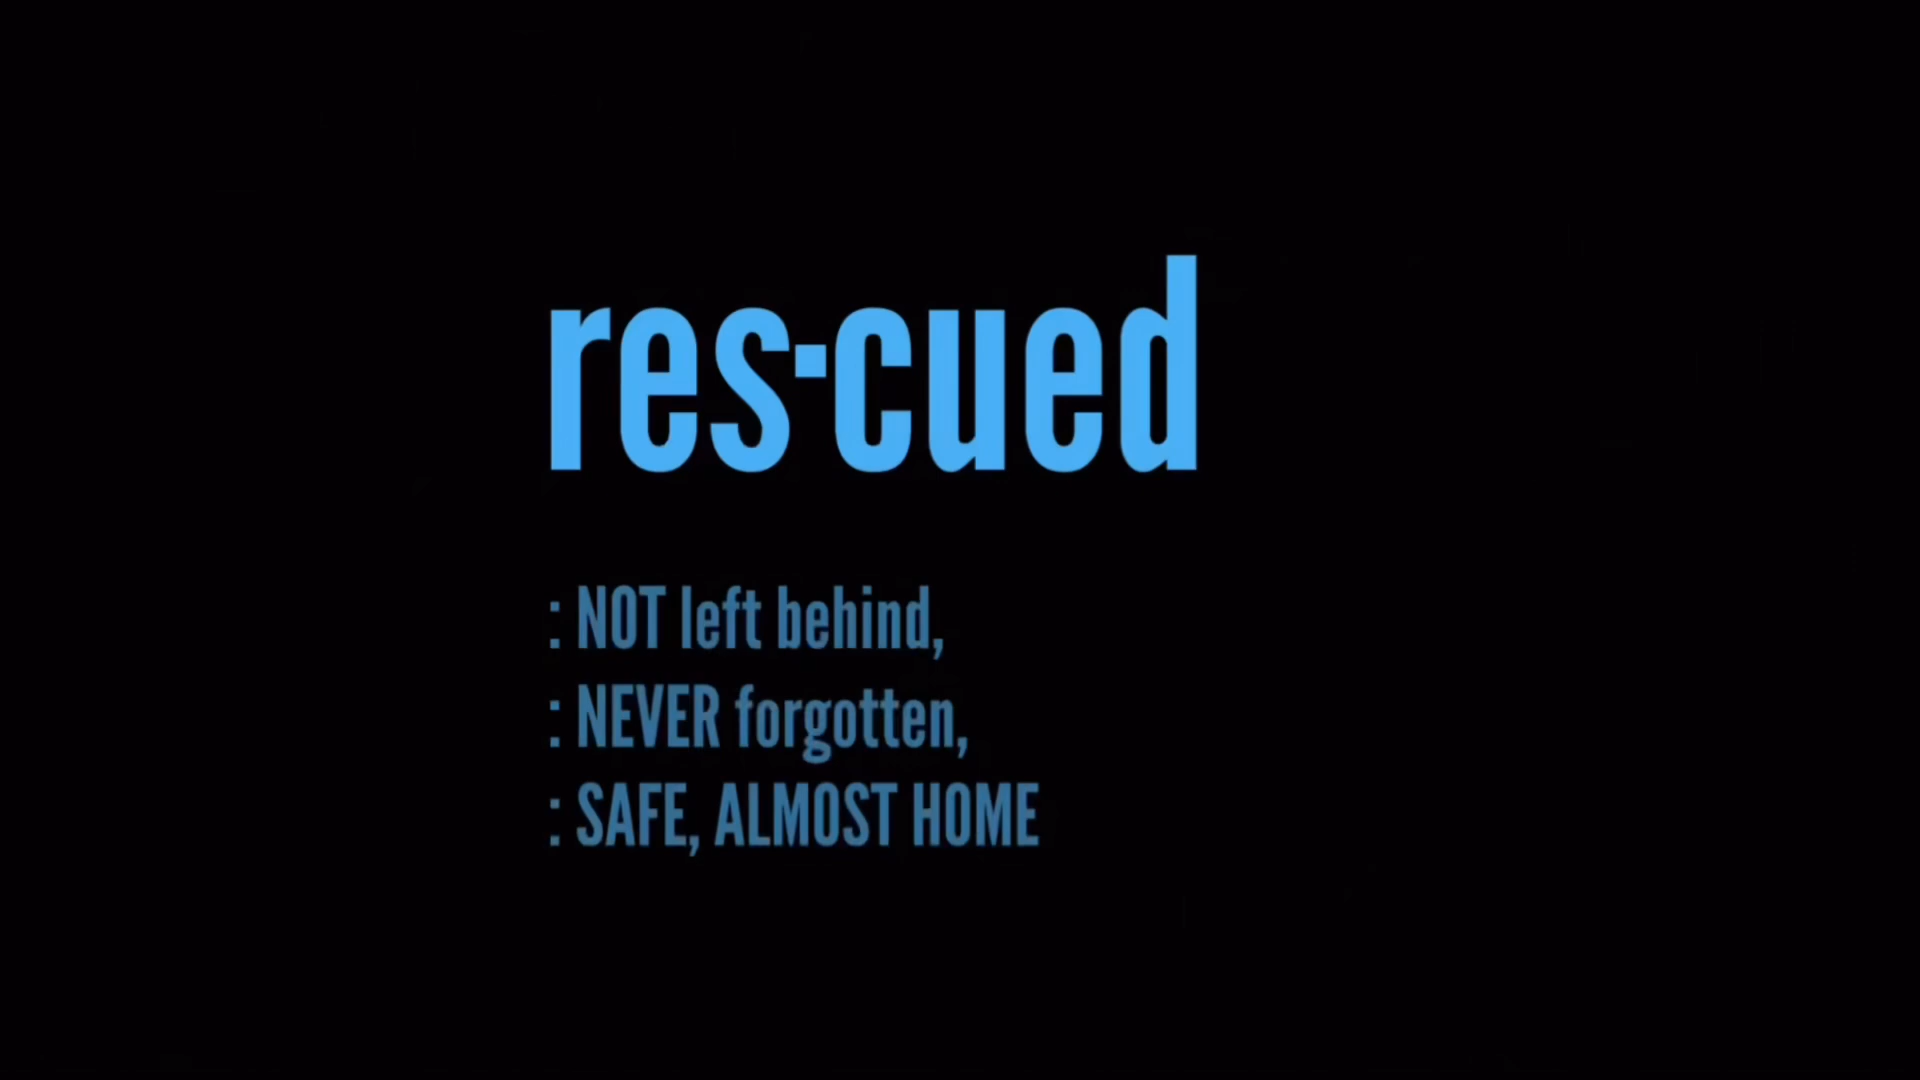 res·cued
: NOT left behind,
: NEVER forgotten,
: SAFE, ALMOST HOME